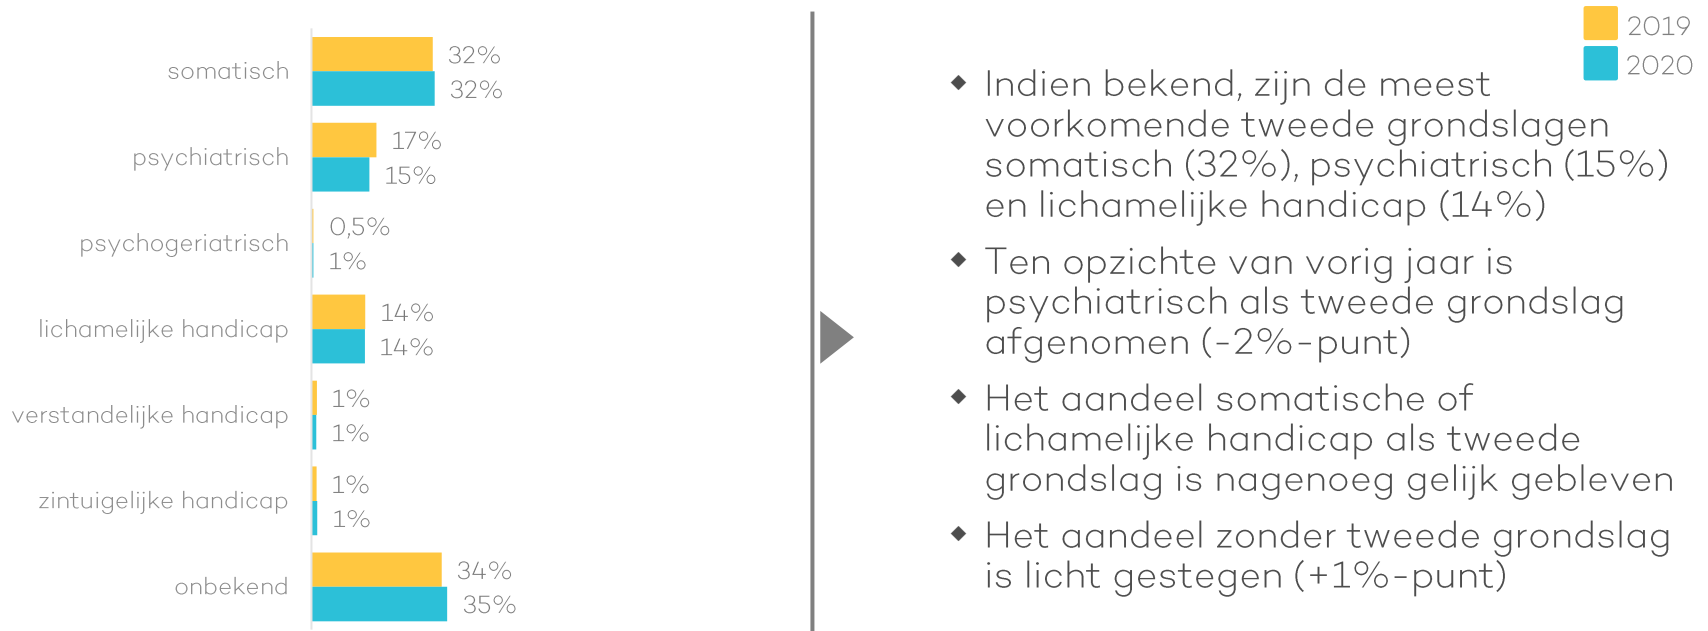 somatisch
32%
32%
psychiatrisch
17%
15%
psychogeriatrisch
0,5%
1%
lichamelijke handicap
14%
14%
verstandelijke handicap
1%
1%
zintuigelijke handicap
1%
1%
onbekend
34%
35%
2019
2020
◆ Indien bekend, zijn de meest
voorkomende tweede grondslagen
somatisch (32%), psychiatrisch (15%)
en lichamelijke handicap (14%)
◆ Ten opzichte van vorig jaar is
psychiatrisch als tweede grondslag
afgenomen (-2%-punt)
◆ Het aandeel somatische of
lichamelijke handicap als tweede
grondslag is nagenoeg gelijk gebleven
◆ Het aandeel zonder tweede grondslag
is licht gestegen (+1%-punt)